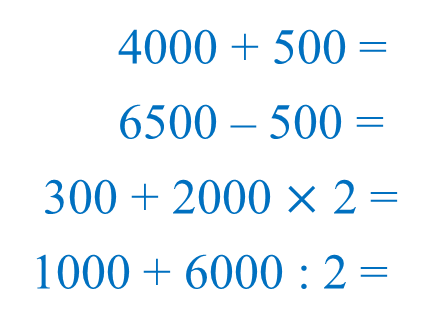 4000 + 500 =
6500 – 500 =
300 + 2000 × 2 =
1000 + 6000 : 2 =